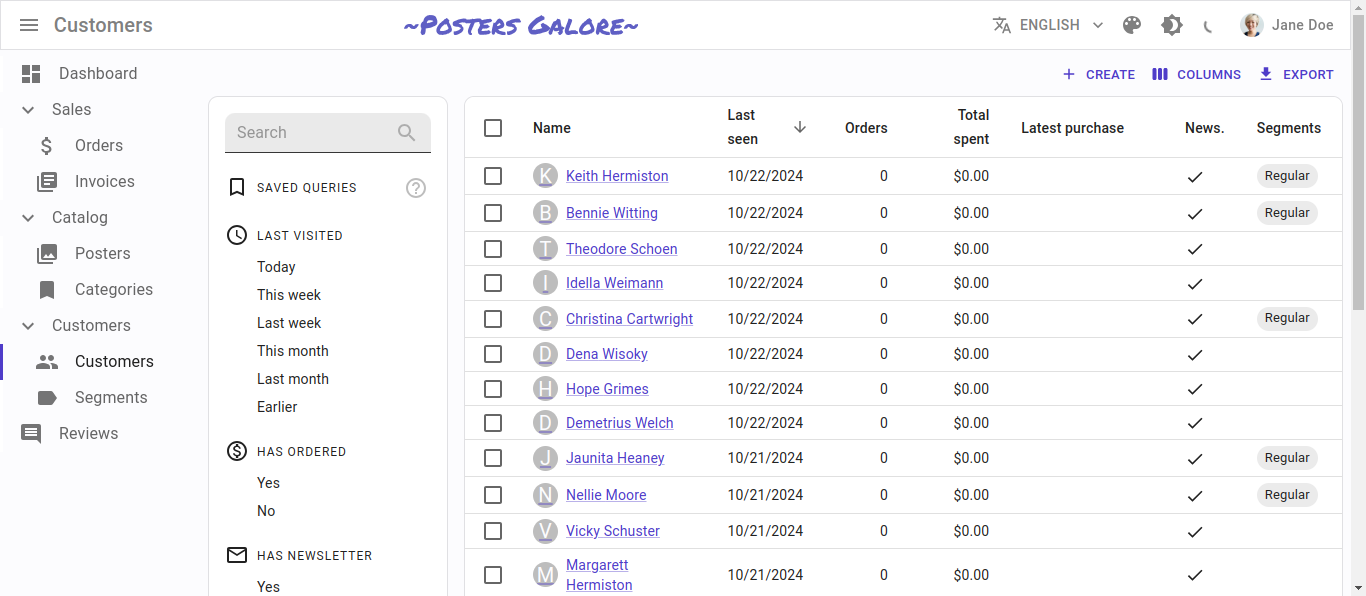 Customers
~Posters Galore~
ENGLISH
Jane Doe
Dashboard
Sales
Orders
Invoices
Catalog
Posters
Categories
Customers
Customers
Segments
Reviews
CREATE
COLUMNS
EXPORT
Search
SAVED QUERIES
?
LAST VISITED
Today
This week
Last week
This month
Last month
Earlier
HAS ORDERED
Yes
No
HAS NEWSLETTER
Yes
Name Last seen Orders Total spent Latest purchase News. Segments
K Keith Hermiston 10/22/2024 0 $0.00 Regular
B Bennie Witting 10/22/2024 0 $0.00 Regular
T Theodore Schoen 10/22/2024 0 $0.00
I Idella Weimann 10/22/2024 0 $0.00
C Christina Cartwright 10/22/2024 0 $0.00 Regular
D Dena Wisoky 10/22/2024 0 $0.00
H Hope Grimes 10/22/2024 0 $0.00
D Demetrius Welch 10/22/2024 0 $0.00
J Jaunita Heaney 10/21/2024 0 $0.00 Regular
N Nellie Moore 10/21/2024 0 $0.00 Regular
V Vicky Schuster 10/21/2024 0 $0.00
M Margarett Hermiston 10/21/2024 0 $0.00